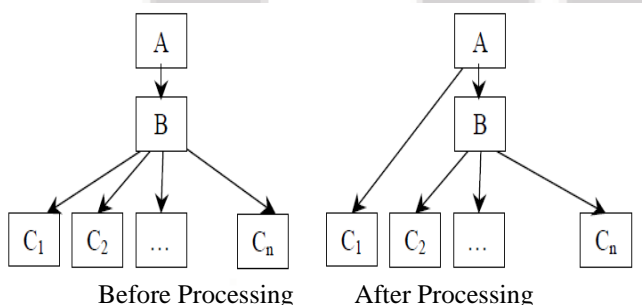 A A
B B
C₁ C₂ ... Cₙ C₁ C₂ ... Cₙ
Before Processing After Processing